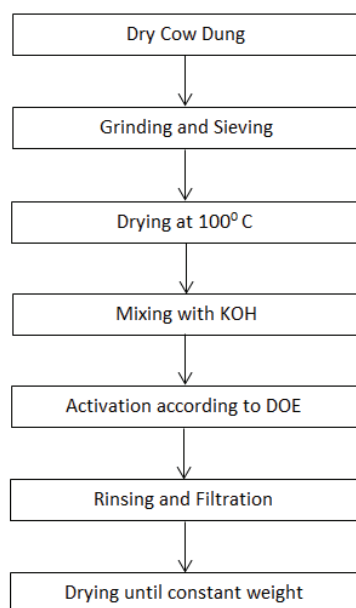 Dry Cow Dung
Grinding and Sieving
Drying at 100⁰ C
Mixing with KOH
Activation according to DOE
Rinsing and Filtration
Drying until constant weight